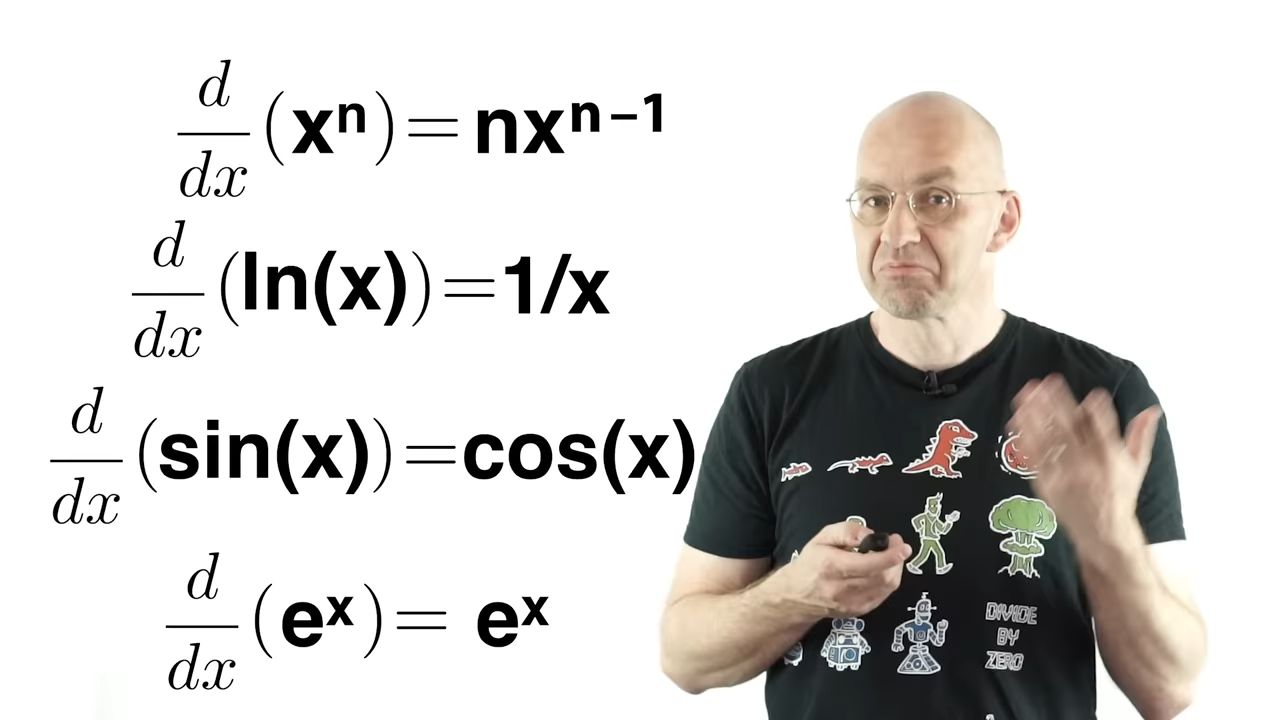 d/dx (xⁿ) = nxⁿ⁻¹
d/dx (ln(x)) = 1/x
d/dx (sin(x)) = cos(x)
d/dx (eˣ) = eˣ
DIVIDE
BY
ZERO